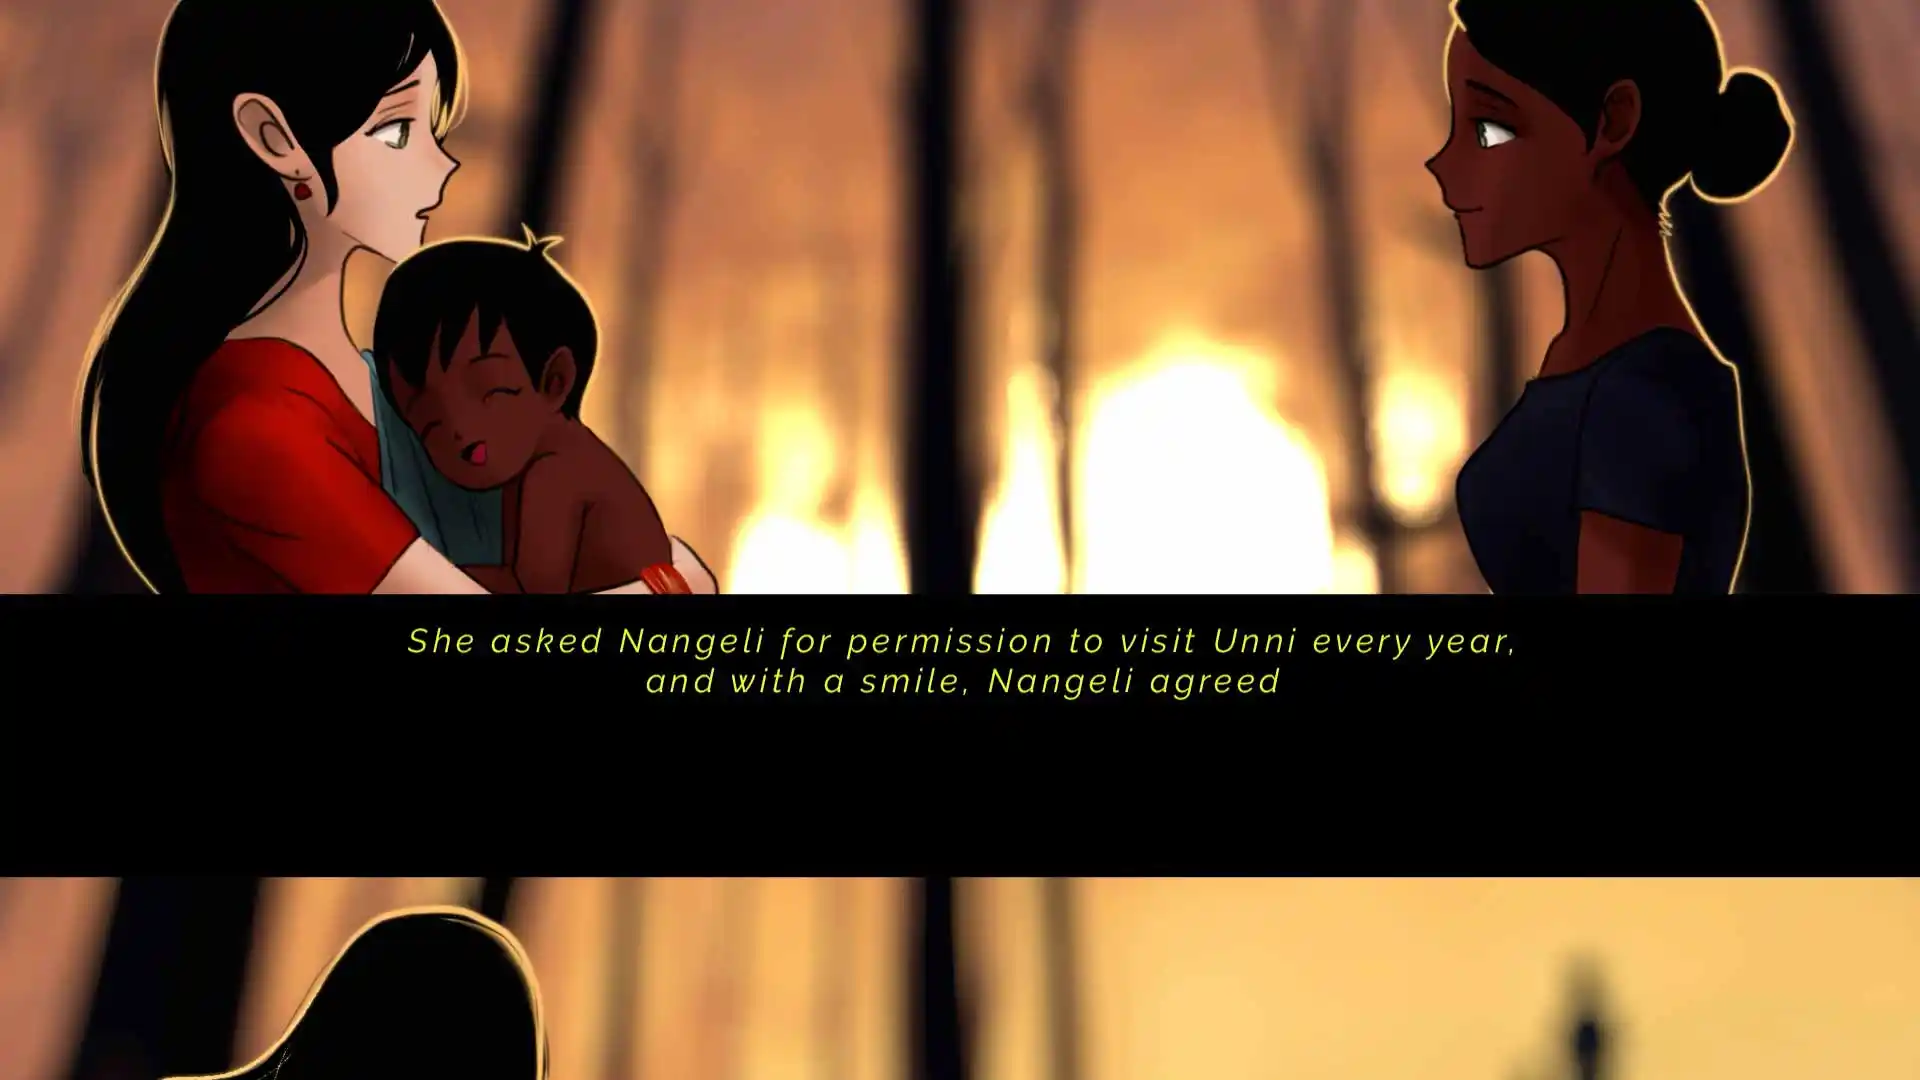 She asked Nangeli for permission to visit Unni every year,
and with a smile, Nangeli agreed